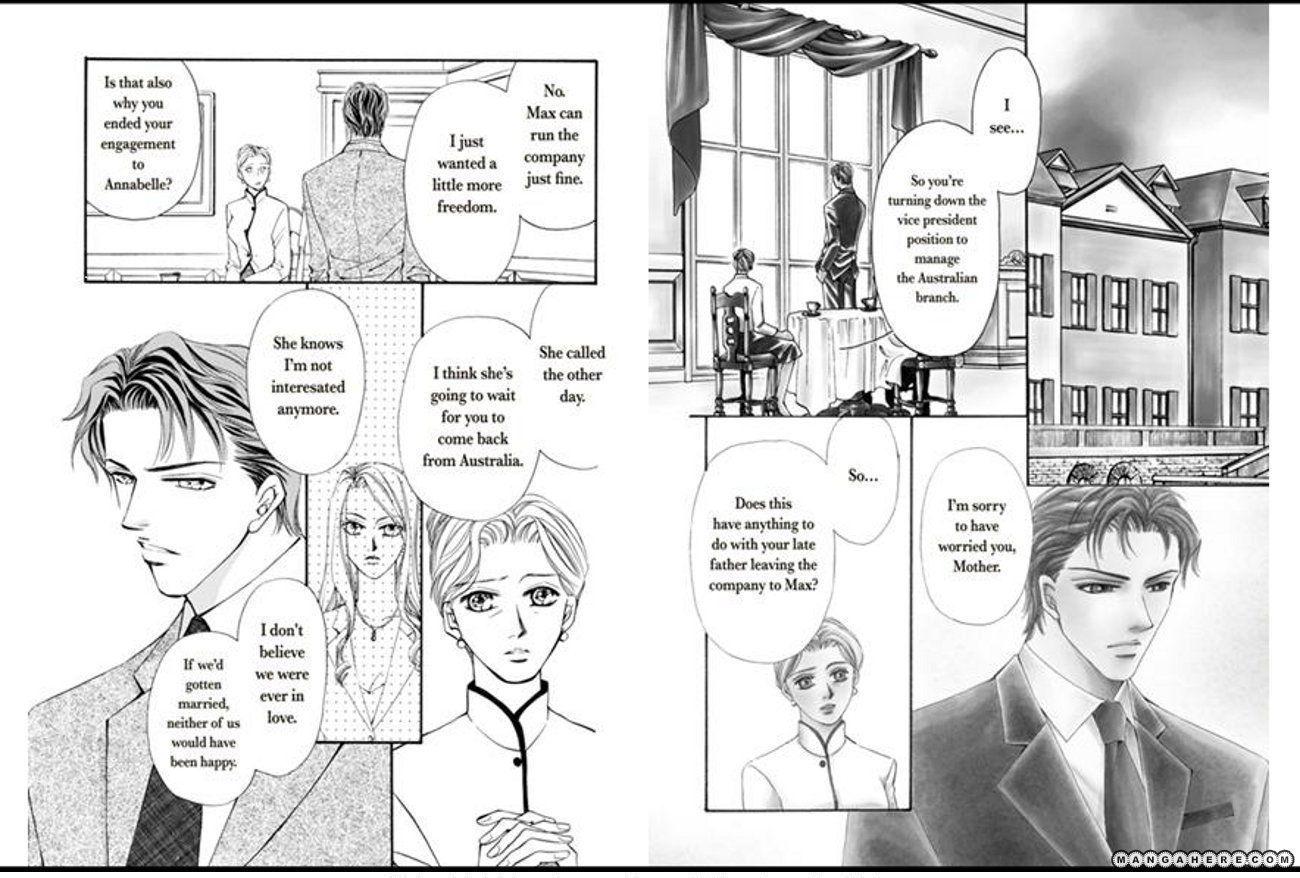 I
see...
So you're
turning down the
vice president
position to
manage
the Australian
branch.
I'm sorry
to have
worried you,
Mother.
So...
Does this
have anything to
do with your late
father leaving the
company to Max?
No.
Max can
run the
company
just fine.
I just
wanted a
little more
freedom.
Is that also
why you
ended your
engagement
to
Annabelle?
She called
the other
day.
I think she's
going to wait
for you to
come back
from Australia.
She knows
I'm not
interesated
anymore.
I don't
believe
we were
ever in
love.
If we'd
gotten
married,
neither of us
would have
been happy.
MANGAHERE.COM